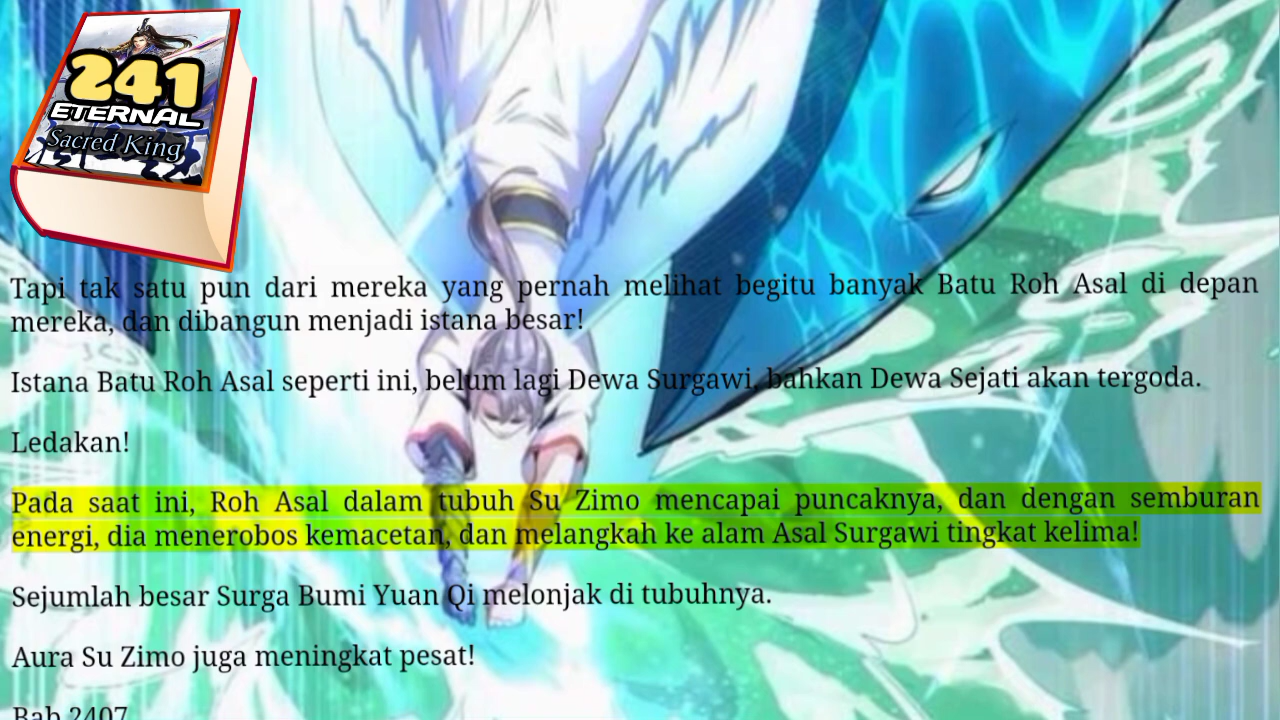 241
ETERNAL
Sacred King
Tapi tak satu pun dari mereka yang pernah melihat begitu banyak Batu Roh Asal di depan
mereka, dan dibangun menjadi istana besar!
Istana Batu Roh Asal seperti ini, belum lagi Dewa Surgawi, bahkan Dewa Sejati akan tergoda.
Ledakan!
Pada saat ini, Roh Asal dalam tubuh Su Zimo mencapai puncaknya, dan dengan semburan
energi, dia menerobos kemacetan, dan melangkah ke alam Asal Surgawi tingkat kelima!
Sejumlah besar Surga Bumi Yuan Qi melonjak di tubuhnya.
Aura Su Zimo juga meningkat pesat!
Bab 2407